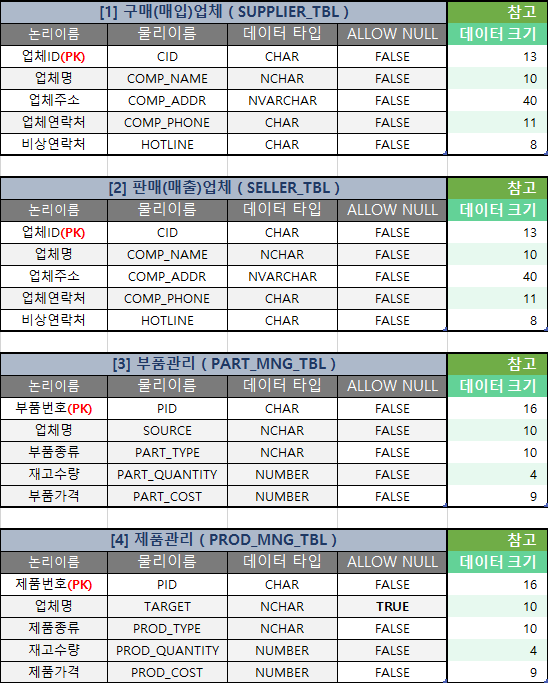 [1] 구매(매입)업체 ( SUPPLIER_TBL ) 참고
논리이름 물리이름 데이터 타입 ALLOW NULL 데이터 크기
업체ID(PK) CID CHAR FALSE 13
업체명 COMP_NAME NCHAR FALSE 10
업체주소 COMP_ADDR NVARCHAR FALSE 40
업체연락처 COMP_PHONE CHAR FALSE 11
비상연락처 HOTLINE CHAR FALSE 8
[2] 판매(매출)업체 ( SELLER_TBL ) 참고
논리이름 물리이름 데이터 타입 ALLOW NULL 데이터 크기
업체ID(PK) CID CHAR FALSE 13
업체명 COMP_NAME NCHAR FALSE 10
업체주소 COMP_ADDR NVARCHAR FALSE 40
업체연락처 COMP_PHONE CHAR FALSE 11
비상연락처 HOTLINE CHAR FALSE 8
[3] 부품관리 ( PART_MNG_TBL ) 참고
논리이름 물리이름 데이터 타입 ALLOW NULL 데이터 크기
부품번호(PK) PID CHAR FALSE 16
업체명 SOURCE NCHAR FALSE 10
부품종류 PART_TYPE NCHAR FALSE 10
재고수량 PART_QUANTITY NUMBER FALSE 4
부품가격 PART_COST NUMBER FALSE 9
[4] 제품관리 ( PROD_MNG_TBL ) 참고
논리이름 물리이름 데이터 타입 ALLOW NULL 데이터 크기
제품번호(PK) PID CHAR FALSE 16
업체명 TARGET NCHAR TRUE 10
제품종류 PROD_TYPE NCHAR FALSE 10
재고수량 PROD_QUANTITY NUMBER FALSE 4
제품가격 PROD_COST NUMBER FALSE 9